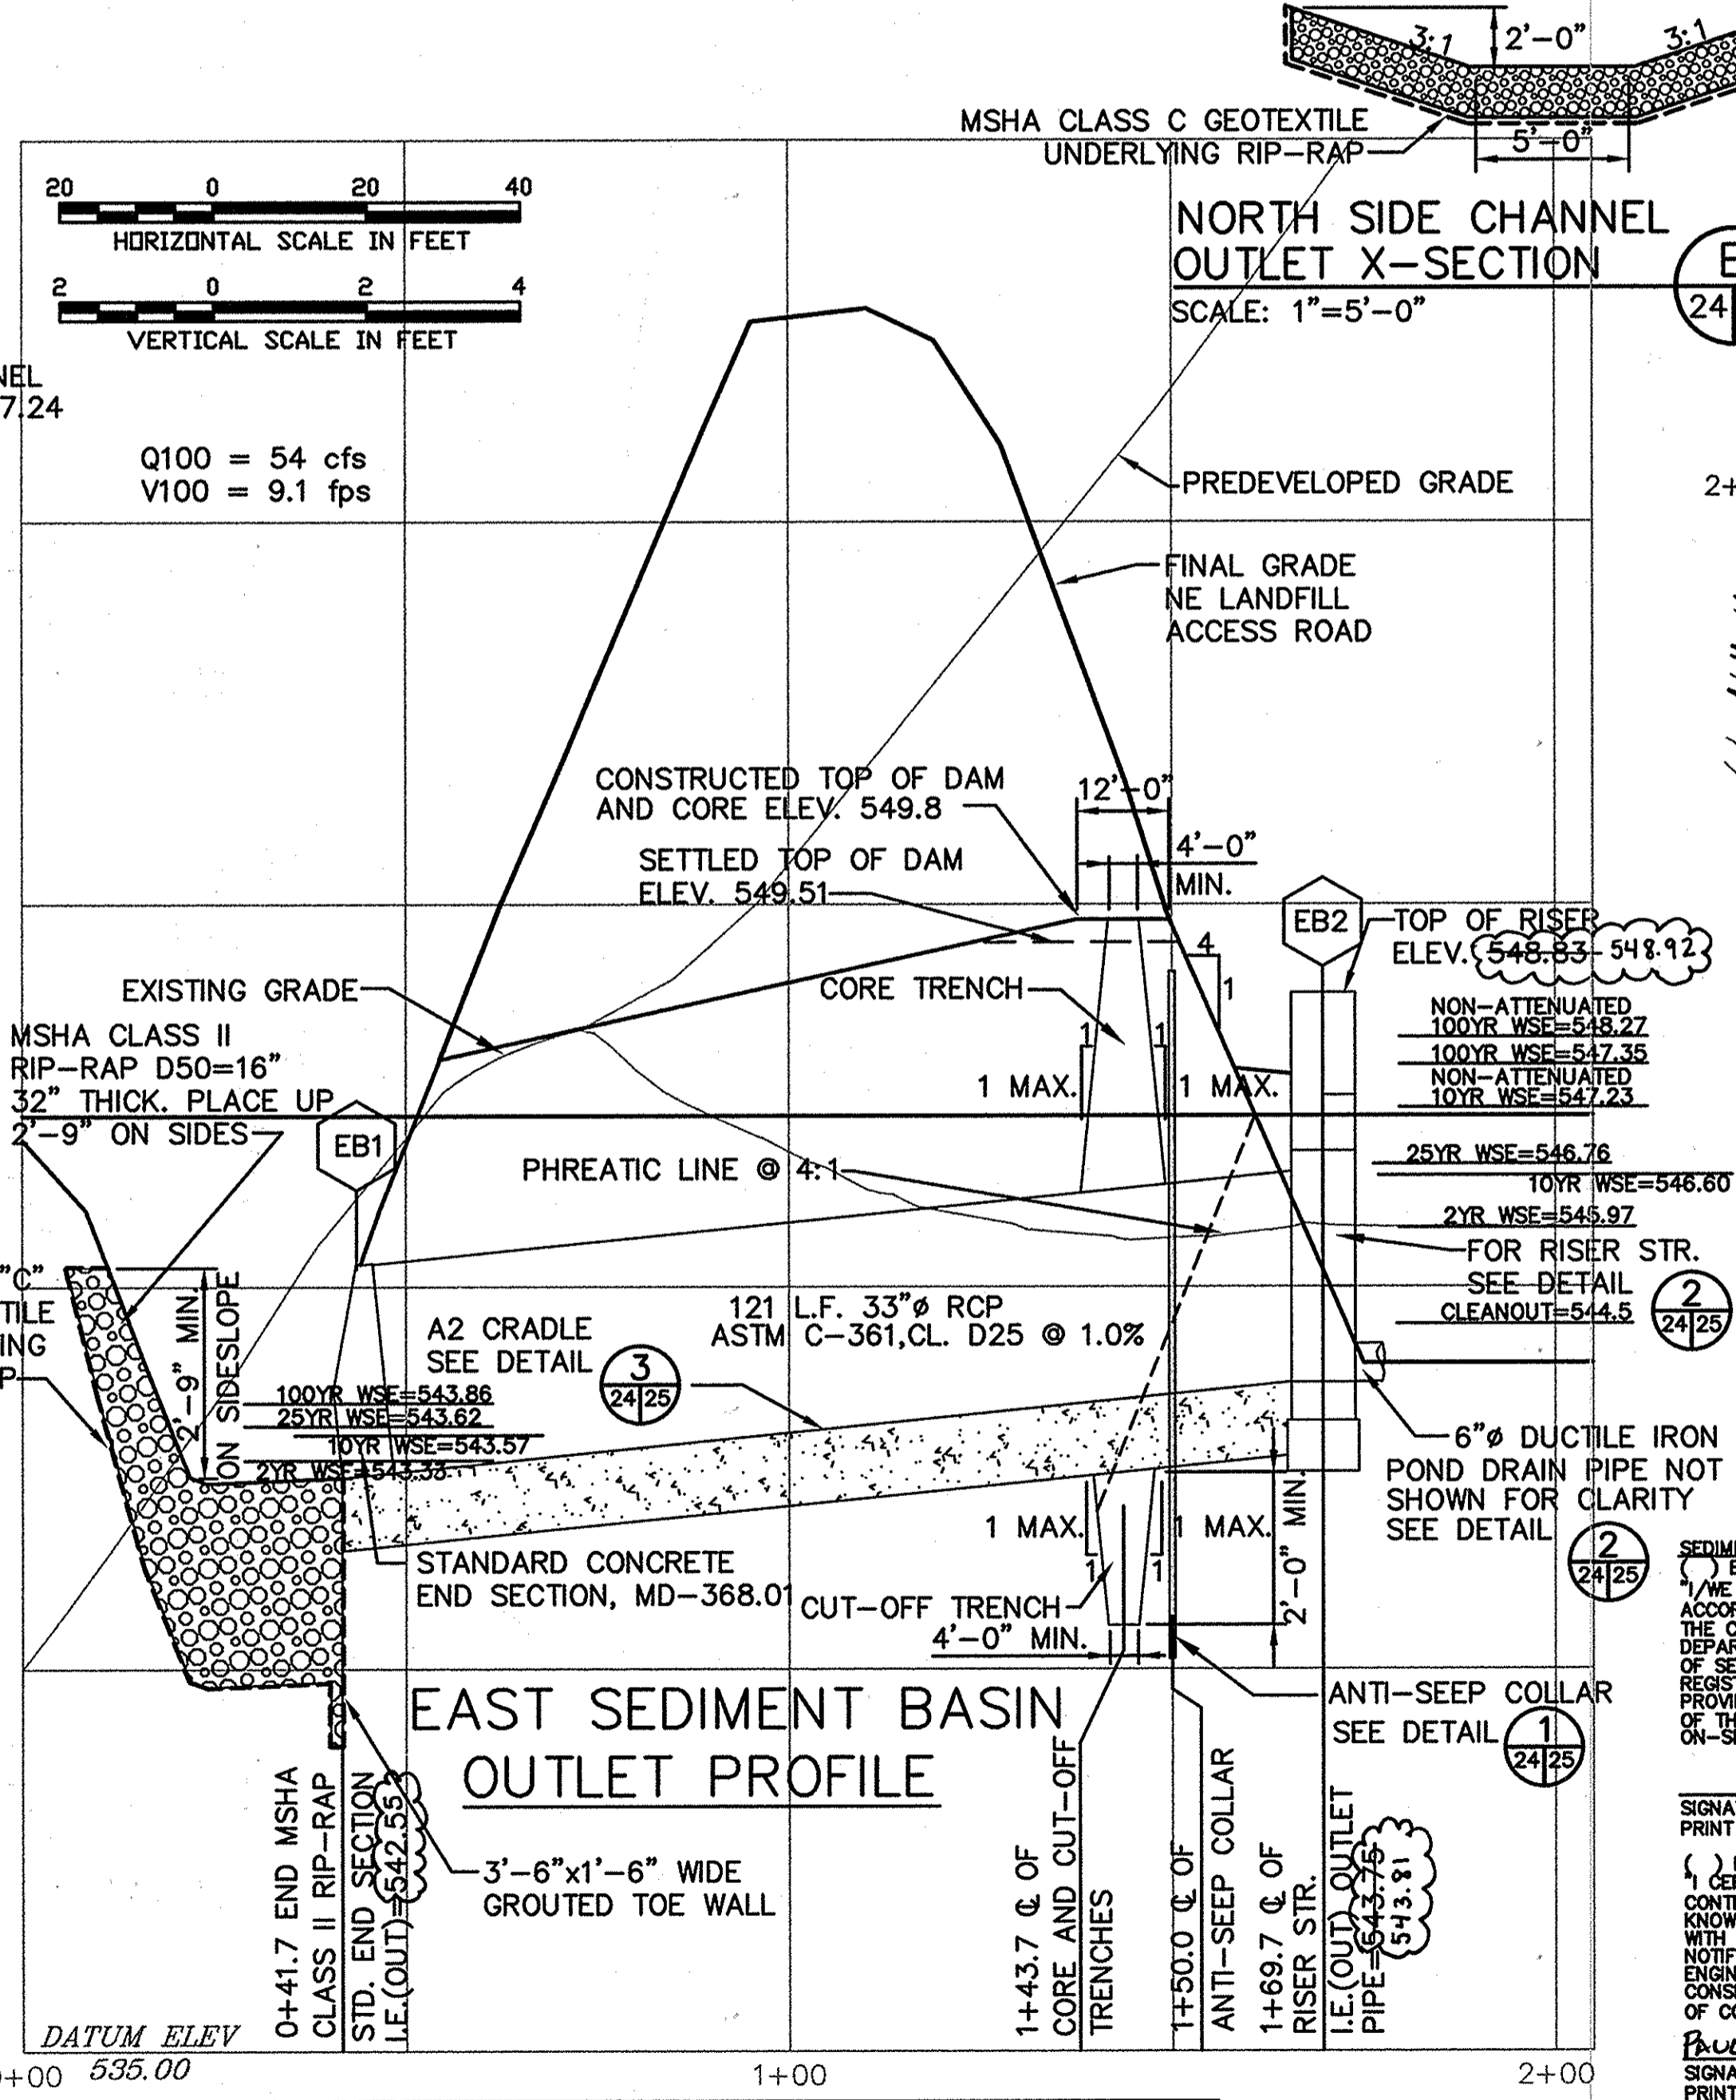 3:1
2'-0"
3:1
MSHA CLASS C GEOTEXTILE
UNDERLYING RIP-RAP
5'-0"
20 0 20 40
HORIZONTAL SCALE IN FEET
2 0 2 4
VERTICAL SCALE IN FEET
NORTH SIDE CHANNEL
OUTLET X-SECTION
SCALE: 1"=5'-0"
24
7.24
Q100 = 54 cfs
V100 = 9.1 fps
PREDEVELOPED GRADE
2+
FINAL GRADE
NE LANDFILL
ACCESS ROAD
CONSTRUCTED TOP OF DAM
AND CORE ELEV. 549.8
12'-0"
SETTLED TOP OF DAM
ELEV. 549.51
4'-0"
MIN.
EB2
TOP OF RISER
ELEV. 548.83 548.92
4
1
EXISTING GRADE
CORE TRENCH
NON-ATTENUATED
100YR WSE=548.27
100YR WSE=547.35
NON-ATTENUATED
10YR WSE=547.23
MSHA CLASS II
RIP-RAP D50=16"
32" THICK. PLACE UP
2'-9" ON SIDES
1 1
1 MAX. 1 MAX.
EB1
PHREATIC LINE @ 4:1
25YR WSE=546.76
10YR WSE=546.60
2YR WSE=545.97
FOR RISER STR.
SEE DETAIL
2
24 25
CLEANOUT=544.5
"C"
2'-9" MIN.
ON SIDESLOPE
A2 CRADLE
SEE DETAIL
3
24 25
121 L.F. 33"ø RCP
ASTM C-361,CL. D25 @ 1.0%
100YR WSE=543.86
25YR WSE=543.62
10YR WSE=543.57
2YR WSE=543.33
6"ø DUCTILE IRON
POND DRAIN PIPE NOT
SHOWN FOR CLARITY
SEE DETAIL
2
24 25
1 MAX. 1 MAX.
1 1
2'-0" MIN.
STANDARD CONCRETE
END SECTION, MD-368.01
CUT-OFF TRENCH
4'-0" MIN.
EAST SEDIMENT BASIN
OUTLET PROFILE
ANTI-SEEP COLLAR
SEE DETAIL
1
24 25
0+41.7 END MSHA
CLASS II RIP-RAP
STD. END SECTION
I.E.(OUT)=542.55
3'-6"x1'-6" WIDE
GROUTED TOE WALL
1+43.7 ℄ OF
CORE AND CUT-OFF
TRENCHES
1+50.0 ℄ OF
ANTI-SEEP COLLAR
1+69.7 ℄ OF
RISER STR.
I.E.(OUT) OUTLET
PIPE=543.75
543.81
"I/WE
THE
OF SE
OF TH
SIGNA
PRINT
WITH
OF CO
PAUL
SIGNA
PRINT
DATUM ELEV
535.00
+00 1+00 2+00